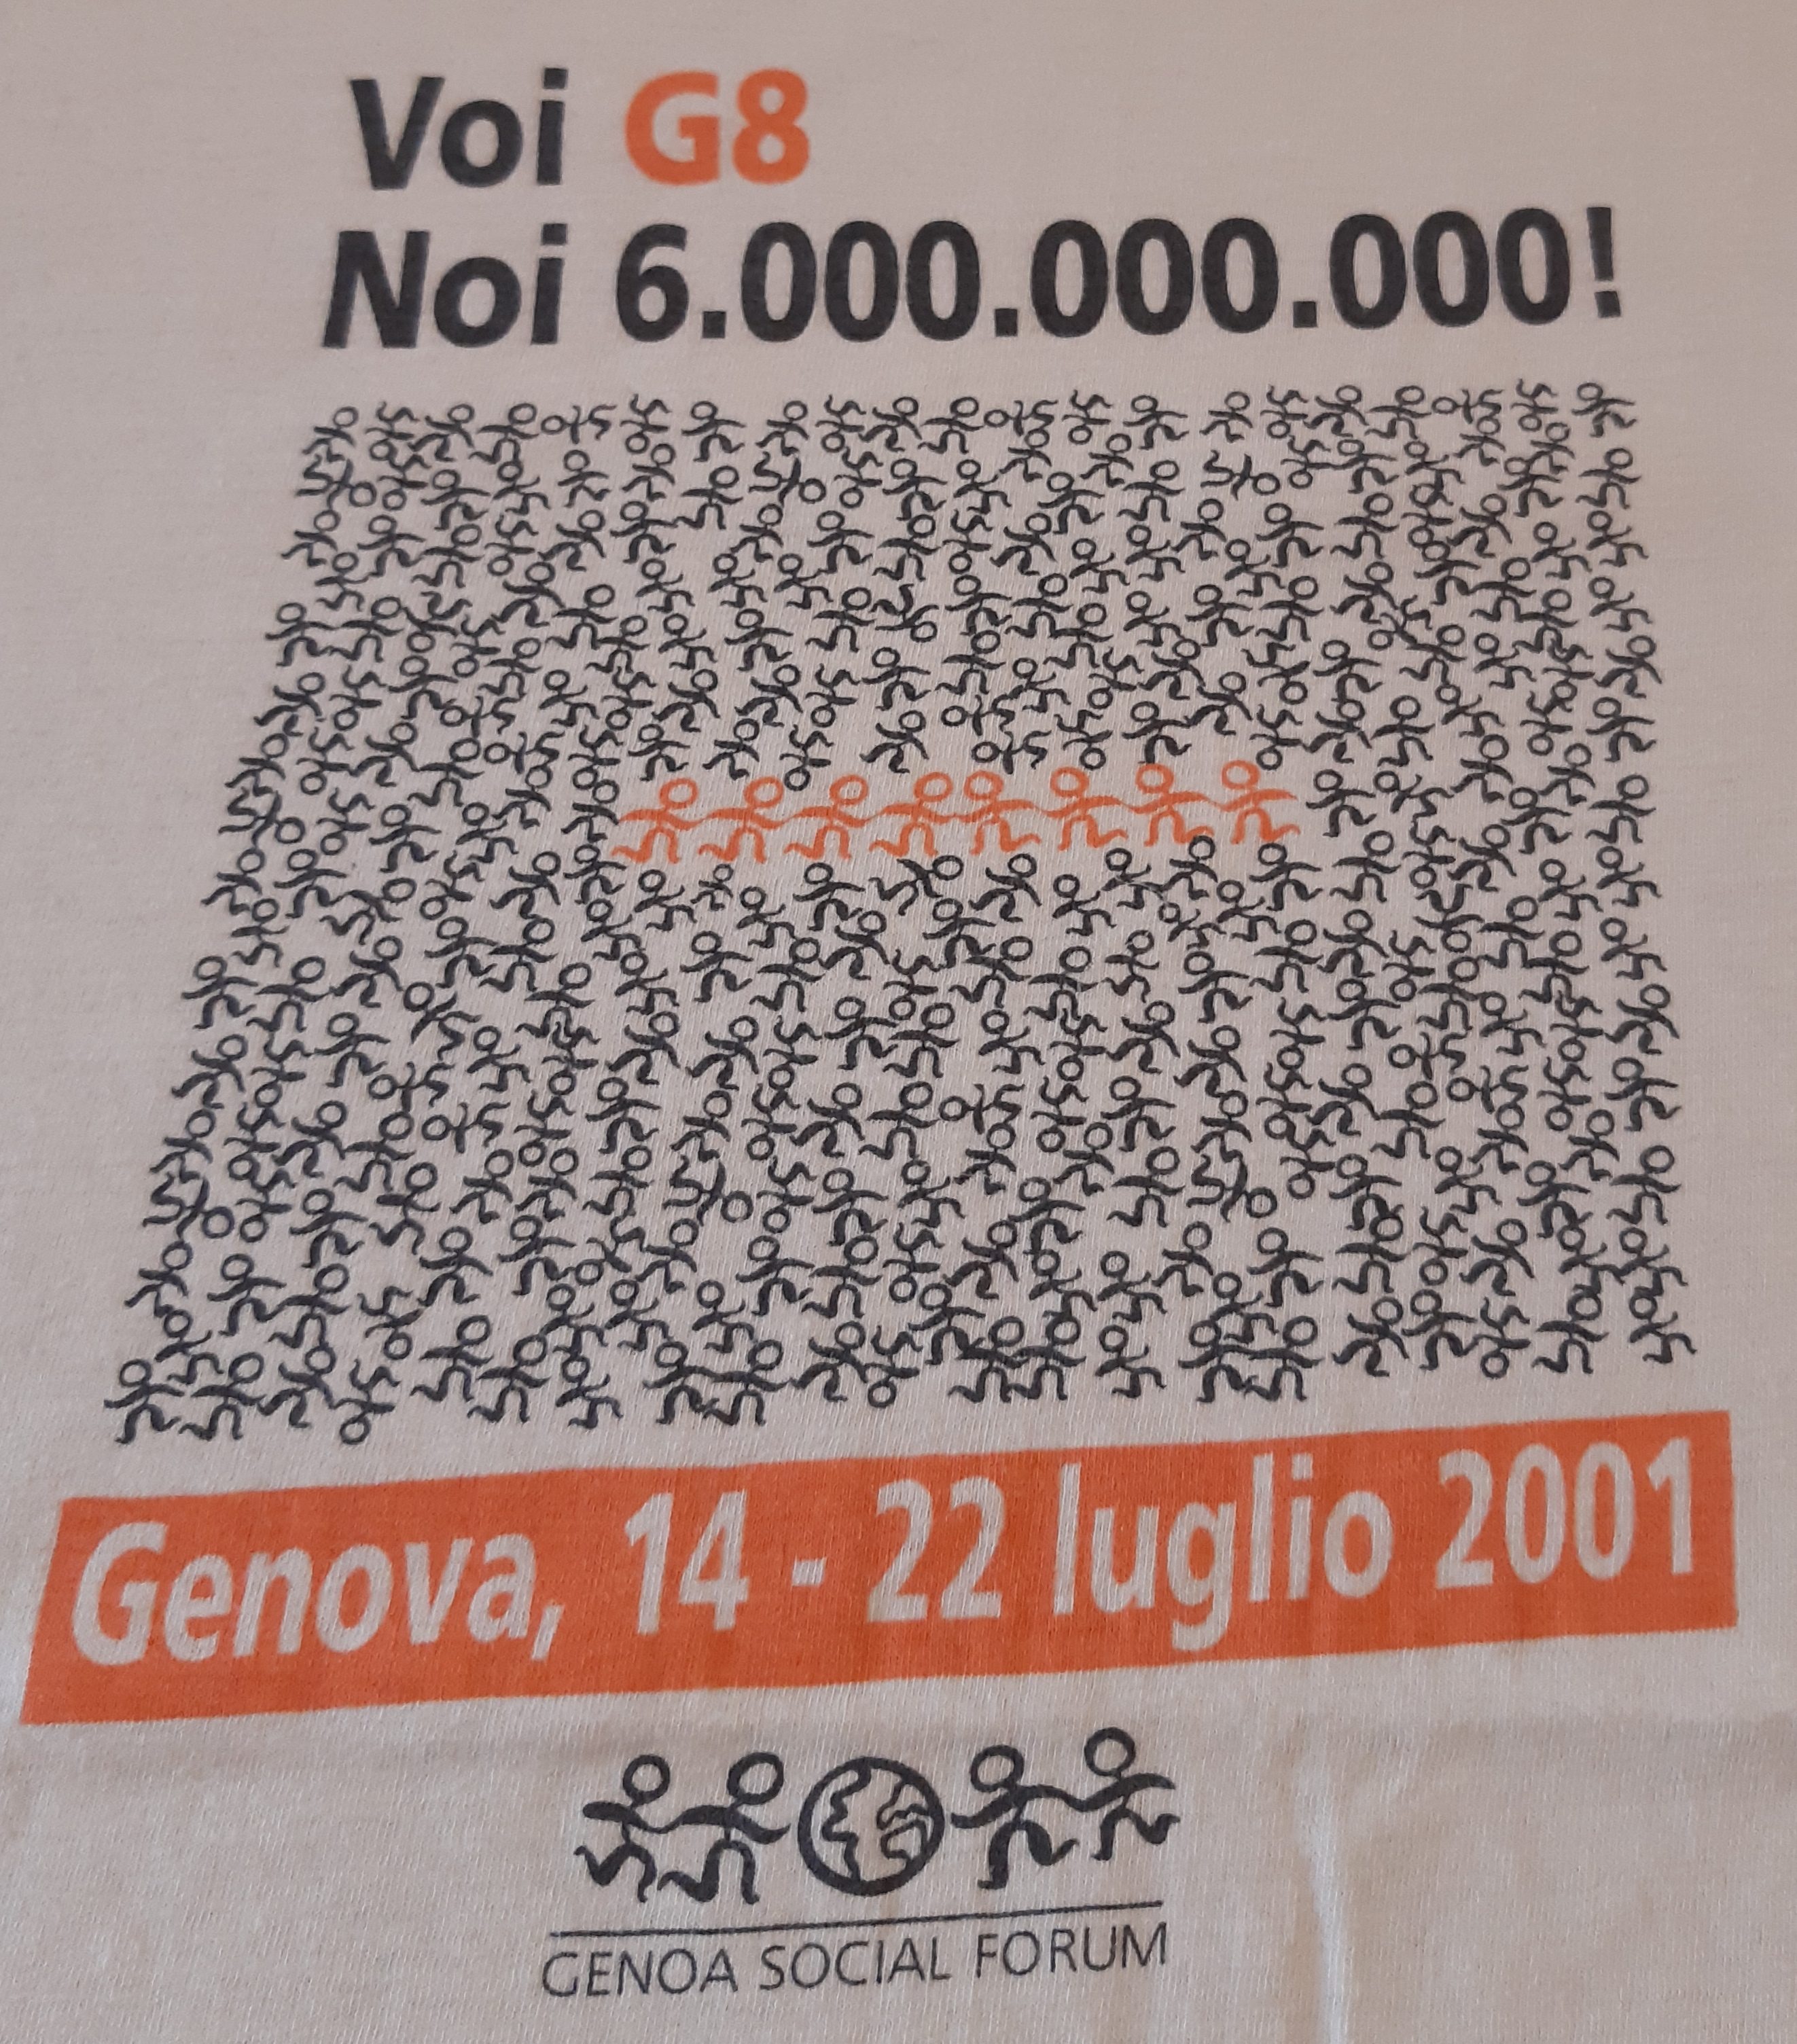 Voi G8
Noi 6.000.000.000!
Genova, 14 - 22 luglio 2001
GENOA SOCIAL FORUM